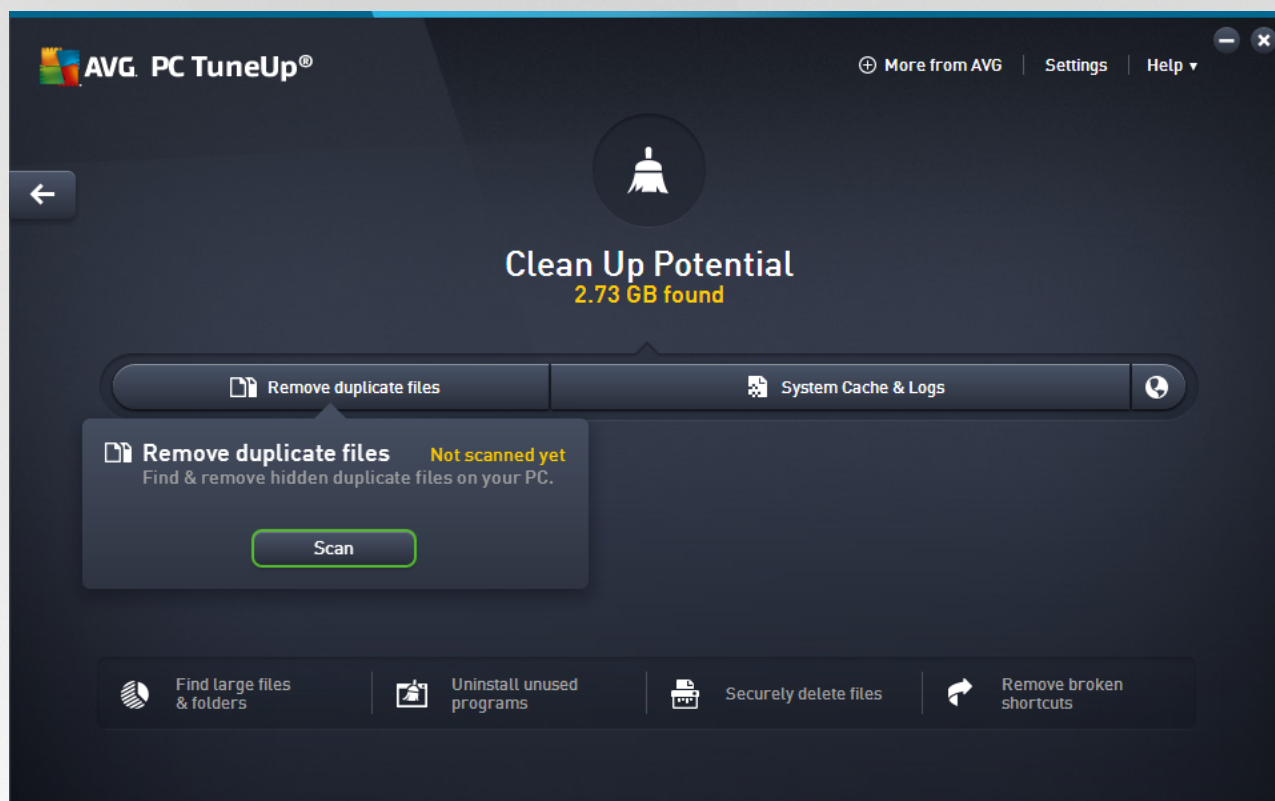 AVG. PC TuneUp®
More from AVG
Settings
Help
Clean Up Potential
2.73 GB found
Remove duplicate files
System Cache & Logs
Remove duplicate files
Not scanned yet
Find & remove hidden duplicate files on your PC.
Scan
Find large files
& folders
Uninstall unused
programs
Securely delete files
Remove broken
shortcuts